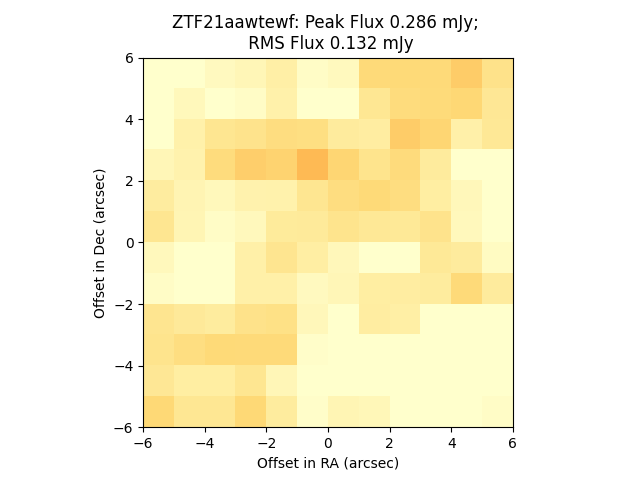 ZTF21aawtewf: Peak Flux 0.286 mJy;
RMS Flux 0.132 mJy
6
4
2
0
−2
−4
−6
Offset in Dec (arcsec)
−6 −4 −2 0 2 4 6
Offset in RA (arcsec)